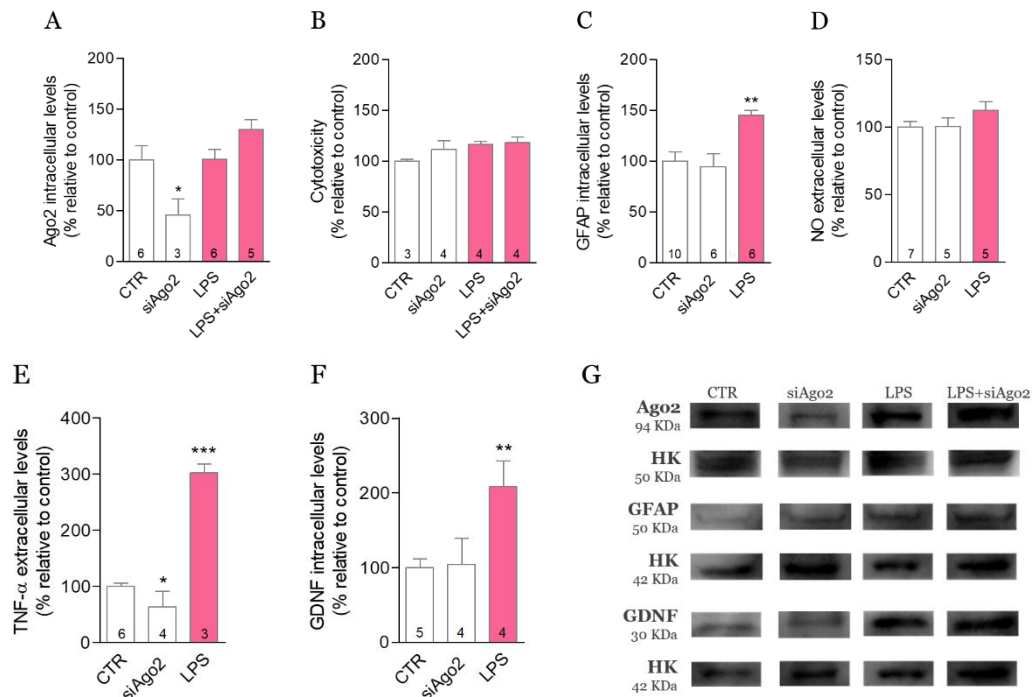 A
Ago2 intracellular levels
(% relative to control)
200
150
100
50
0
*
6
3
6
5
CTR
siAgo2
LPS
LPS+siAgo2
B
Cytotoxicity
(% relative to control)
200
150
100
50
0
3
4
4
4
CTR
siAgo2
LPS
LPS+siAgo2
C
GFAP intracellular levels
(% relative to control)
200
150
100
50
0
**
10
6
6
CTR
siAgo2
LPS
D
NO extracellular levels
(% relative to control)
150
100
50
0
7
5
5
CTR
siAgo2
LPS
E
TNF-α extracellular levels
(% relative to control)
400
300
200
100
0
*
***
6
4
3
CTR
siAgo2
LPS
F
GDNF intracellular levels
(% relative to control)
300
200
100
0
**
5
4
4
CTR
siAgo2
LPS
G
CTR siAgo2 LPS LPS+siAgo2
Ago2
94 KDa
HK
50 KDa
GFAP
50 KDa
HK
42 KDa
GDNF
30 KDa
HK
42 KDa